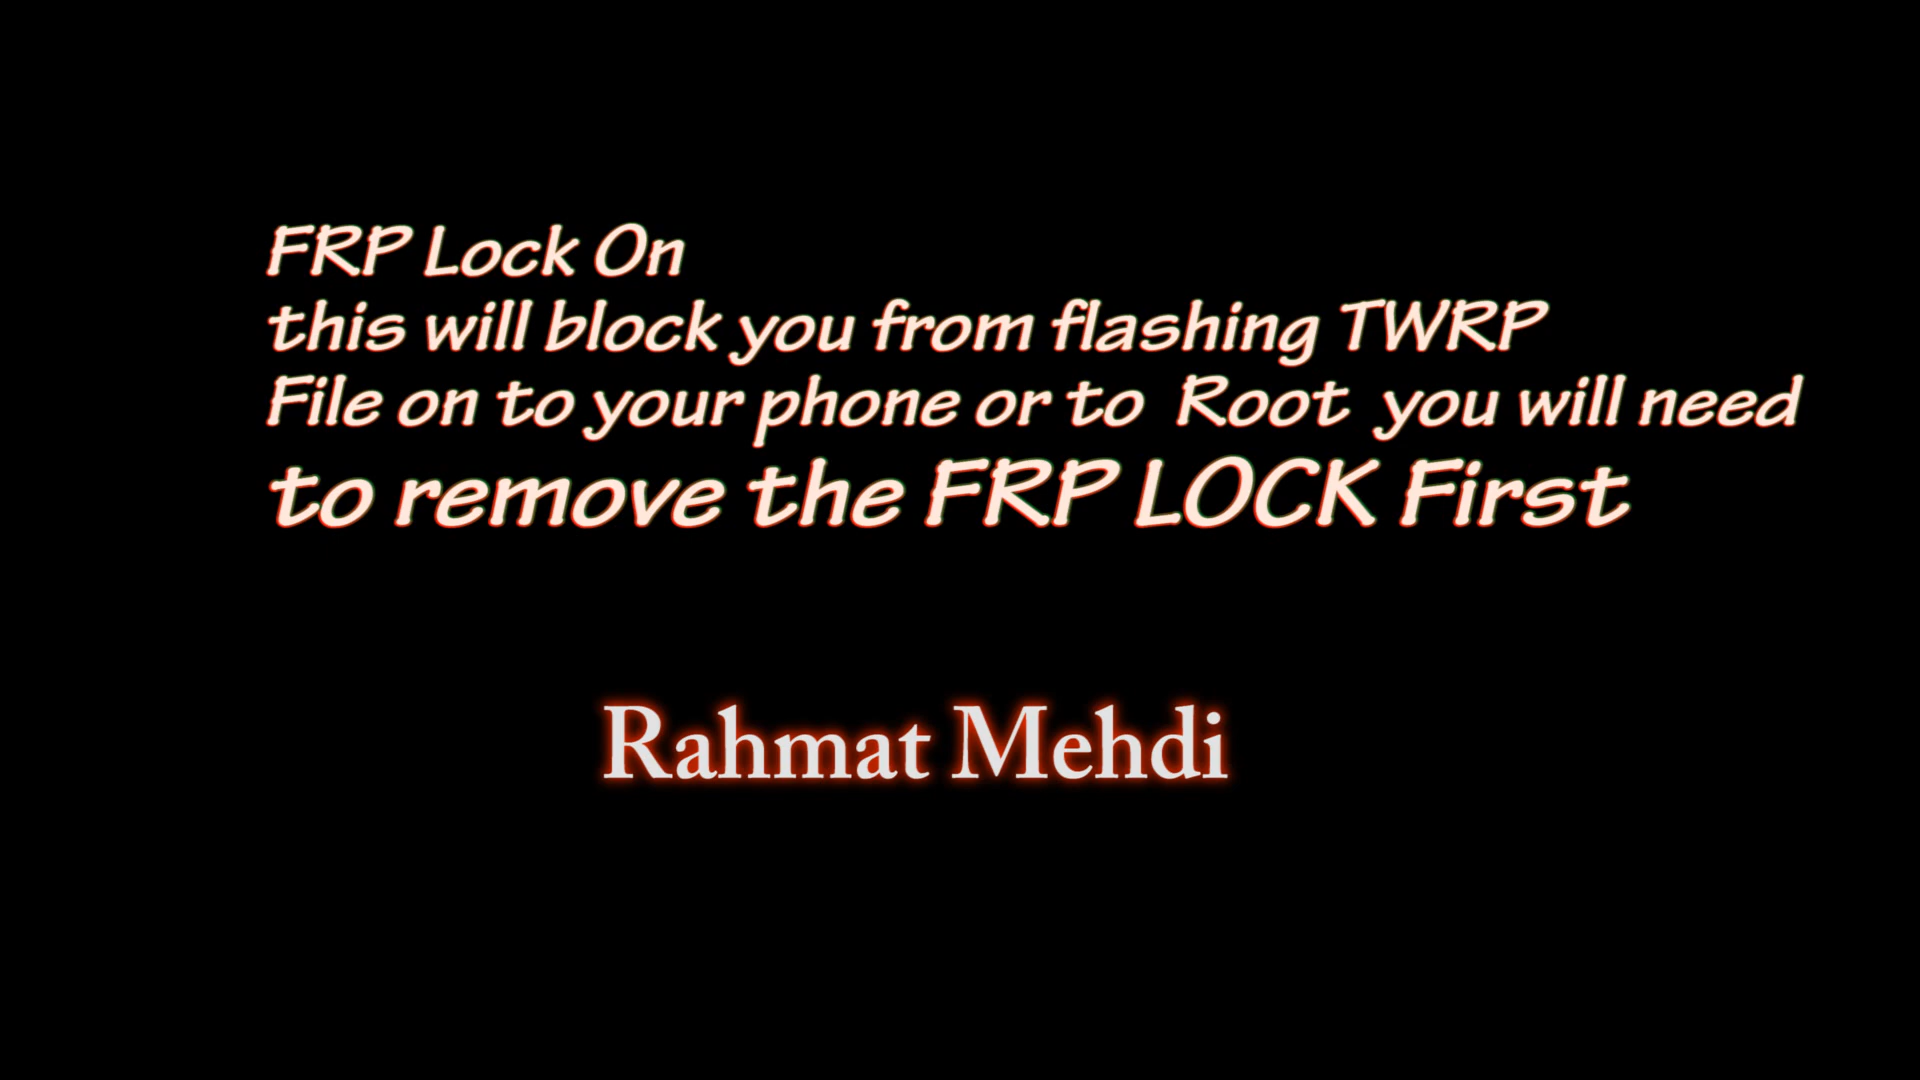 FRP Lock On
this will block you from flashing TWRP
File on to your phone or to Root you will need
to remove the FRP LOCK First
Rahmat Mehdi